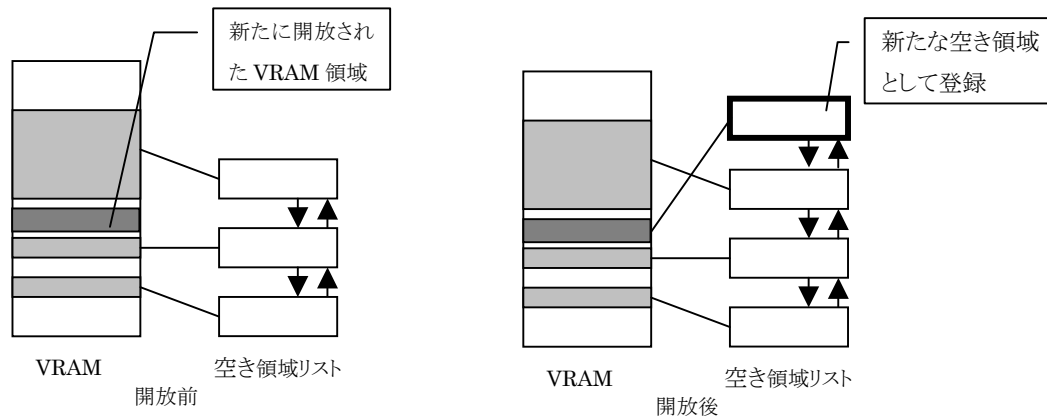 新たに開放され
た VRAM 領域
VRAM
空き領域リスト
開放前
新たな空き領域
として登録
VRAM
空き領域リスト
開放後